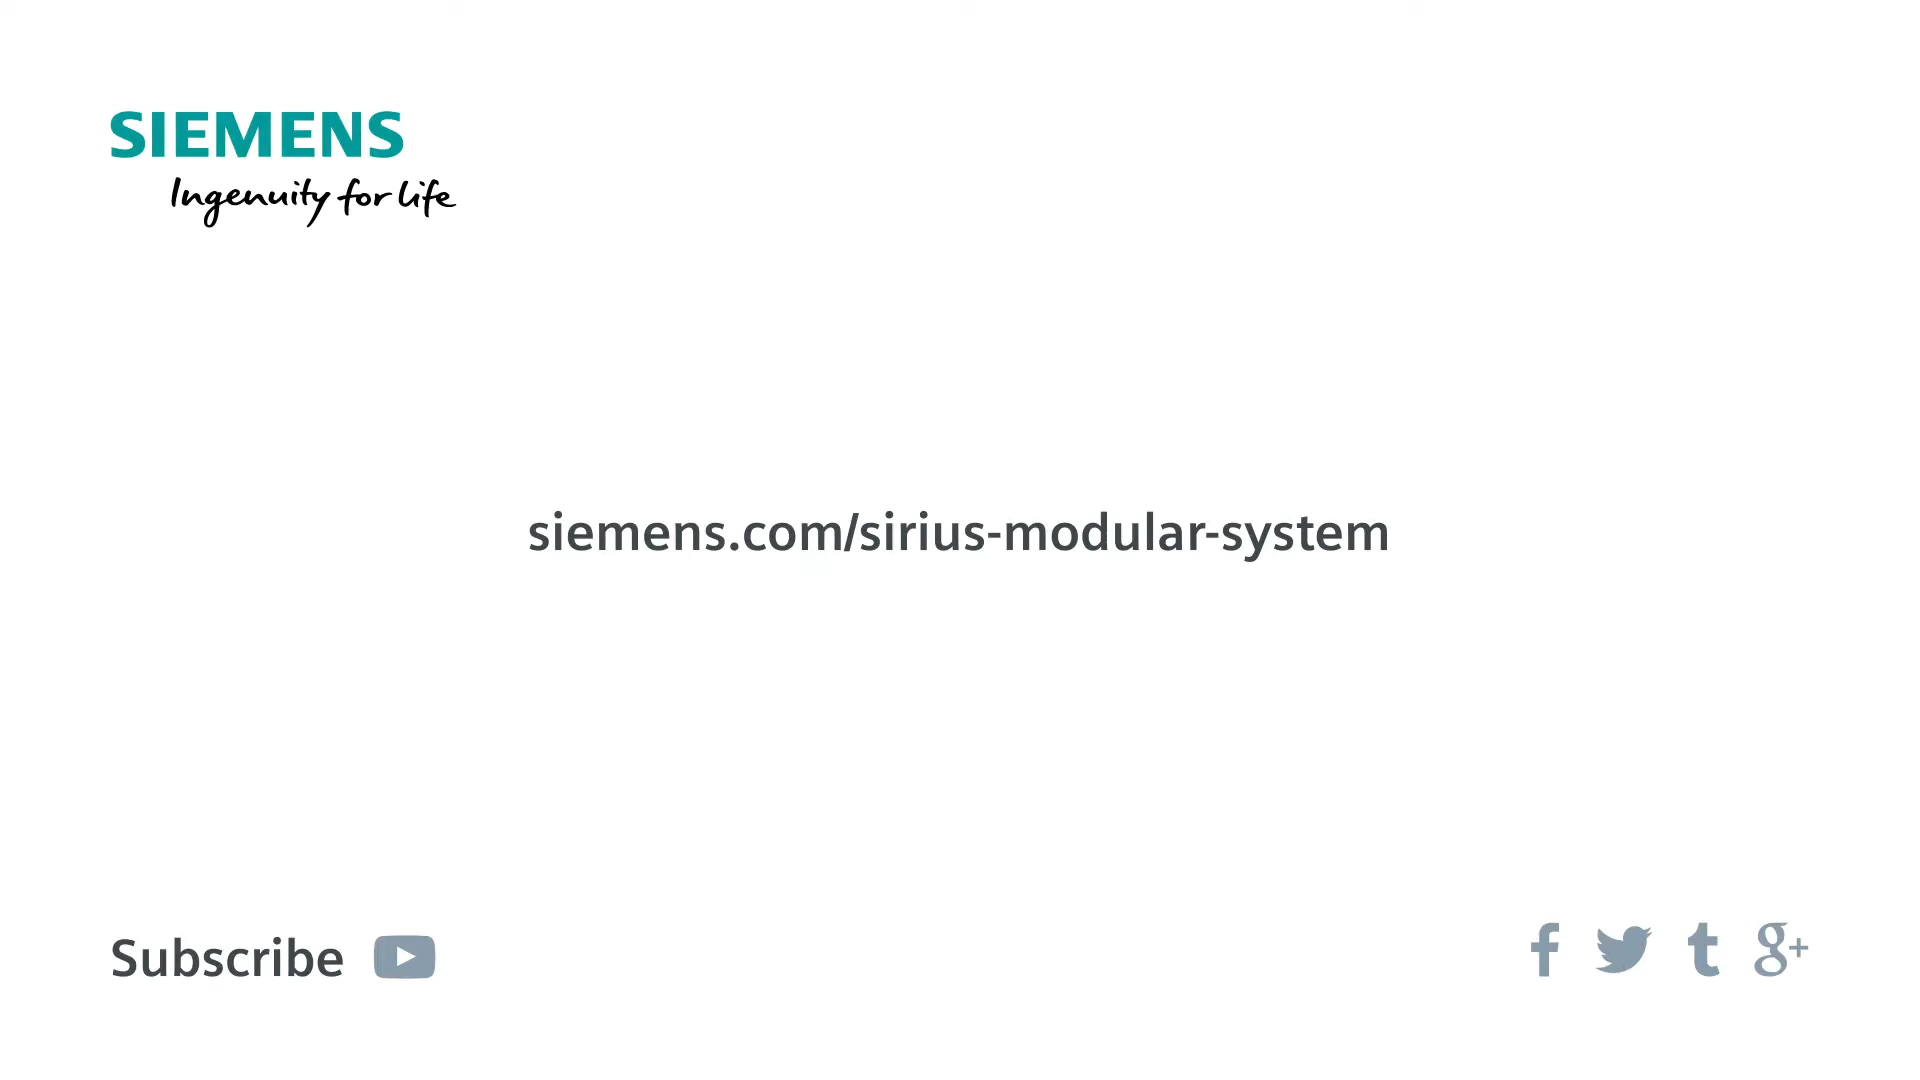 SIEMENS
Ingenuity for life
siemens.com/sirius-modular-system
Subscribe
f t g+